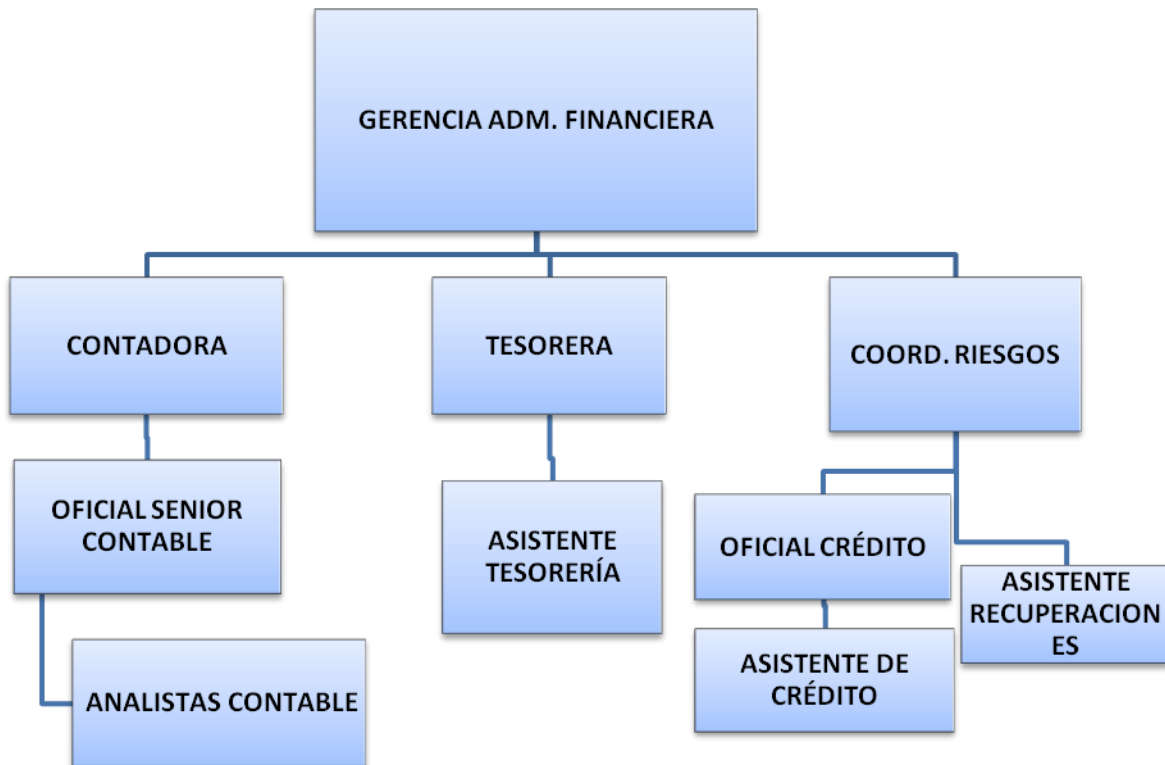 GERENCIA ADM. FINANCIERA
CONTADORA
TESORERA
COORD. RIESGOS
OFICIAL SENIOR
CONTABLE
ASISTENTE
TESORERÍA
OFICIAL CRÉDITO
ASISTENTE
RECUPERACION
ES
ANALISTAS CONTABLE
ASISTENTE DE
CRÉDITO